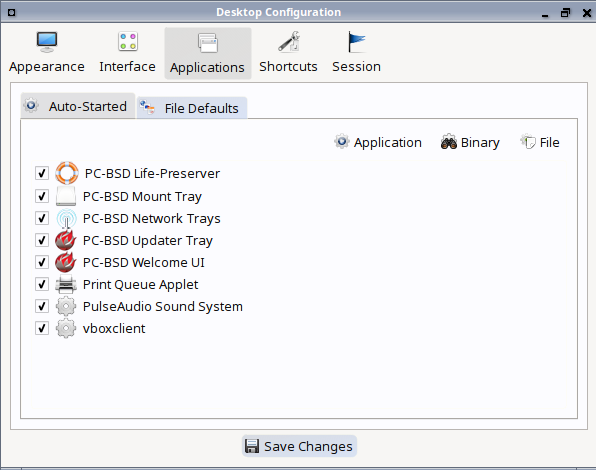 Desktop Configuration
Appearance Interface Applications Shortcuts Session
Auto-Started File Defaults
Application Binary File
PC-BSD Life-Preserver
PC-BSD Mount Tray
PC-BSD Network Trays
PC-BSD Updater Tray
PC-BSD Welcome UI
Print Queue Applet
PulseAudio Sound System
vboxclient
Save Changes